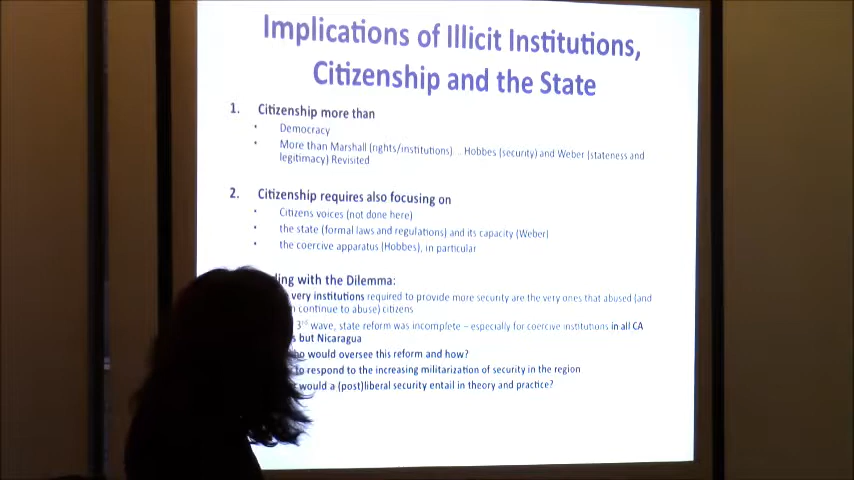 Implications of Illicit Institutions,
Citizenship and the State
1. Citizenship more than
• Democracy
• More than Marshall (rights/institutions) .. Hobbes (security) and Weber (stateness and
legitimacy) Revisited
2. Citizenship requires also focusing on
• Citizens voices (not done here)
• the state (formal laws and regulations) and its capacity (Weber)
• the coercive apparatus (Hobbes), in particular
ling with the Dilemma:
very institutions required to provide more security are the very ones that abused (and
continue to abuse) citizens
3rd wave, state reform was incomplete – especially for coercive institutions in all CA
but Nicaragua
would oversee this reform and how?
to respond to the increasing militarization of security in the region
would a (post)liberal security entail in theory and practice?